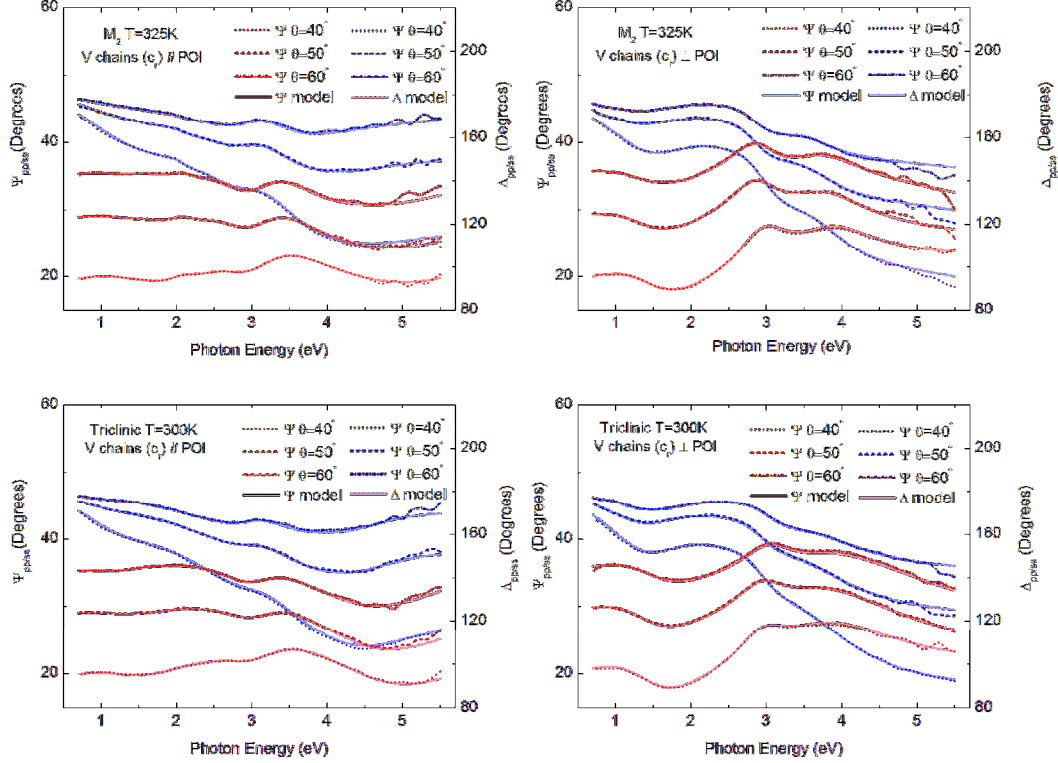 M2 T=325K
V chains (cr) // POI
Ψ θ=40° Ψ θ=40°
Ψ θ=50° Ψ θ=50°
Ψ θ=60° Ψ θ=60°
Ψ model Δ model
60
40
20
Ψpp/ss(Degrees)
200
160
120
80
Δpp/ss(Degrees)
1 2 3 4 5
Photon Energy (eV)
M2 T=325K
V chains (cr) ⊥ POI
Ψ θ=40° Ψ θ=40°
Ψ θ=50° Ψ θ=50°
Ψ θ=60° Ψ θ=60°
Ψ model Δ model
60
40
20
Ψpp/ss(Degrees)
200
160
120
80
Δpp/ss(Degrees)
1 2 3 4 5
Photon Energy (eV)
Triclinic T=300K
V chains (cr) // POI
Ψ θ=40° Ψ θ=40°
Ψ θ=50° Ψ θ=50°
Ψ θ=60° Ψ θ=60°
Ψ model Δ model
60
40
20
Ψpp/ss(Degrees)
200
160
120
80
Δpp/ss(Degrees)
1 2 3 4 5
Photon Energy (eV)
Triclinic T=300K
V chains (cr) ⊥ POI
Ψ θ=40° Ψ θ=40°
Ψ θ=50° Ψ θ=50°
Ψ θ=60° Ψ θ=60°
Ψ model Δ model
60
40
20
Ψpp/ss(Degrees)
200
160
120
80
Δpp/ss(Degrees)
1 2 3 4 5
Photon Energy (eV)